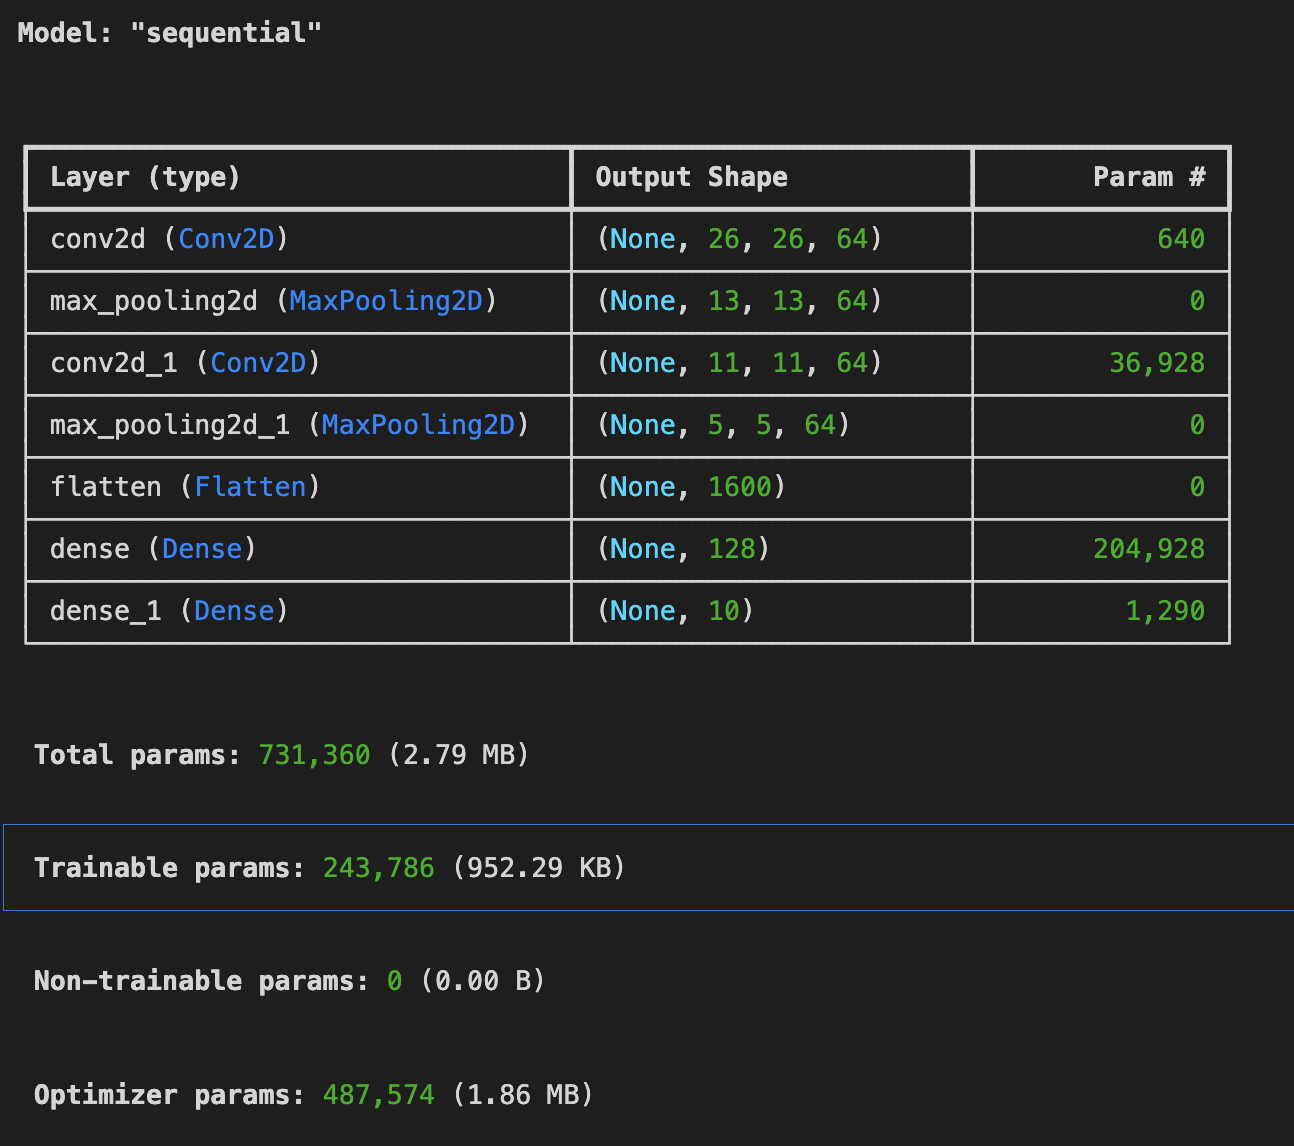 Model: "sequential"
Layer (type) Output Shape Param #
conv2d (Conv2D) (None, 26, 26, 64) 640
max_pooling2d (MaxPooling2D) (None, 13, 13, 64) 0
conv2d_1 (Conv2D) (None, 11, 11, 64) 36,928
max_pooling2d_1 (MaxPooling2D) (None, 5, 5, 64) 0
flatten (Flatten) (None, 1600) 0
dense (Dense) (None, 128) 204,928
dense_1 (Dense) (None, 10) 1,290
Total params: 731,360 (2.79 MB)
Trainable params: 243,786 (952.29 KB)
Non-trainable params: 0 (0.00 B)
Optimizer params: 487,574 (1.86 MB)